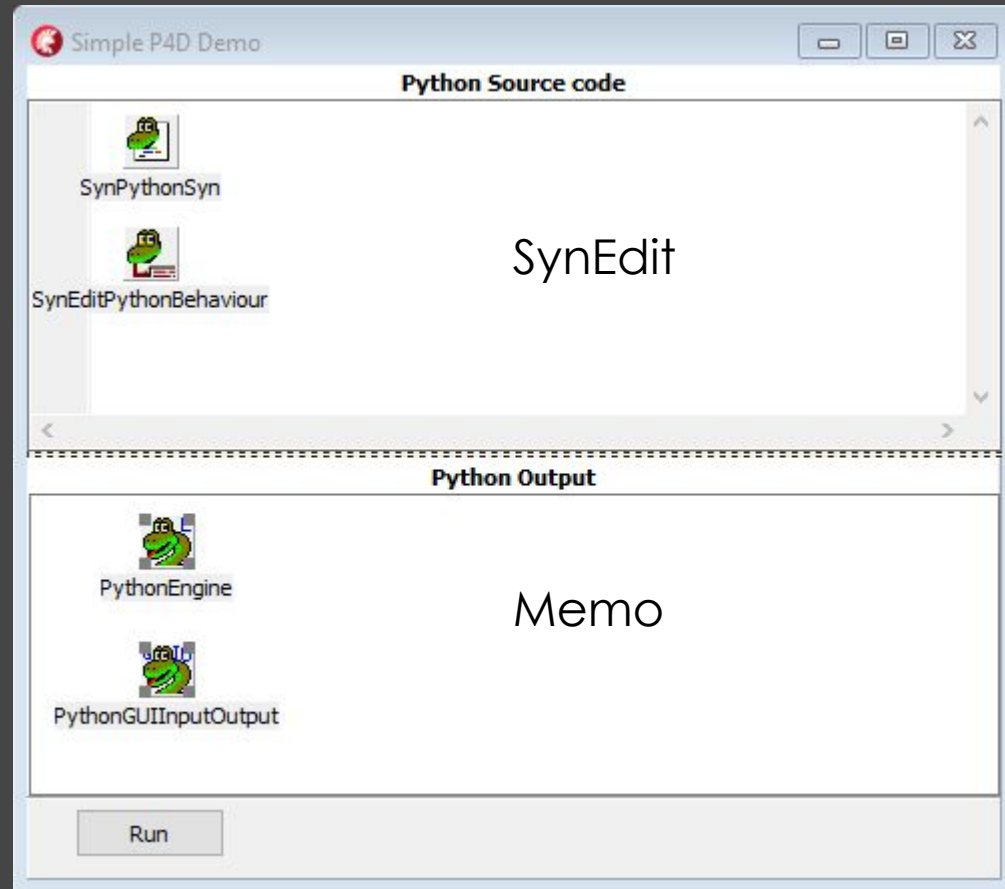 Simple P4D Demo
Python Source code
SynPythonSyn
SynEdit
SynEditPythonBehaviour
Python Output
PythonEngine
Memo
PythonGUIInputOutput
Run